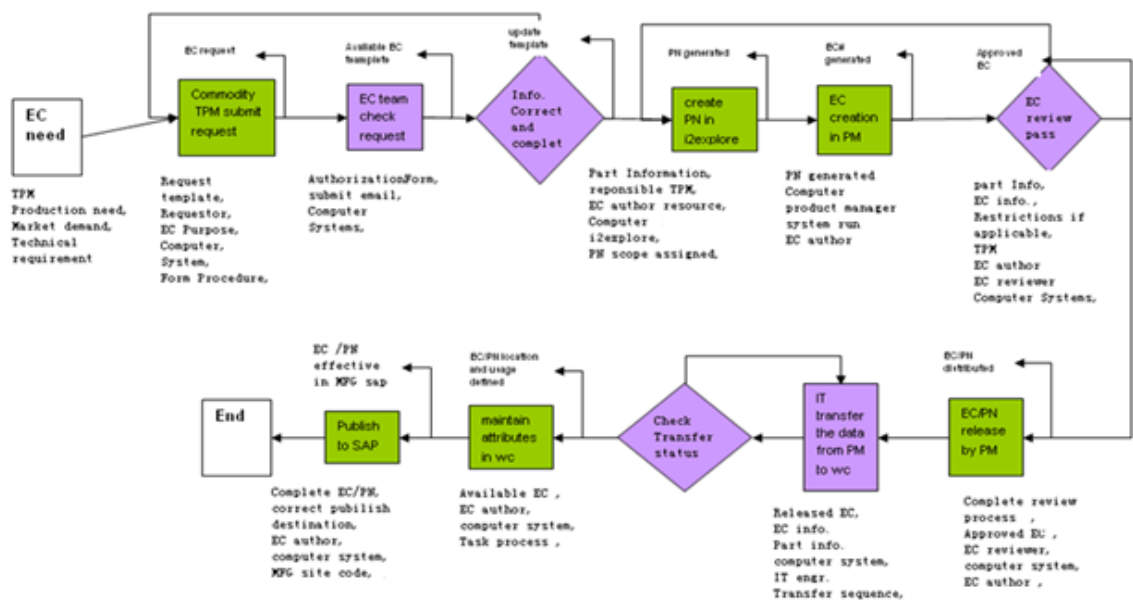 EC request
Available EC
teamplete
update
template
PN generated
EC#
generated
Approved
EC
EC
need
Commodity
TPM submit
request
EC team
check
request
Info.
Correct
and
complet
create
PN in
i2explore
EC
creation
in PM
EC
review
pass
TPM
Production need,
Market demand,
Technical
requirement
Request
template,
Requestor,
EC Purpose,
Computer,
System,
Form Procedure,
AuthorizationForm,
submit email,
Computer
Systems,
Part Information,
reponsible TPM,
EC author resource,
Computer
i2explore,
PN scope assigned,
PN generated
Computer
product manager
system run
EC author
part Info,
EC info.,
Restrictions if
applicable,
TPM
EC author
EC reviewer
Computer Systems,
EC /PN
effective
in MFG sap
EC/PN location
and usage
defined
EC/PN
distributed
End
Publish
to SAP
maintain
attributes
in wc
Check
Transfer
status
IT
transfer
the data
from PM
to wc
EC/PN
release
by PM
Complete EC/PN,
correct publilish
destination,
EC author,
computer system,
MFG site code,
Available EC ,
EC author,
computer system,
Task process ,
Released EC,
EC info.
Part info.
computer system,
IT engr.
Transfer sequence,
Complete review
process ,
Approved EC ,
EC reviewer,
computer system,
EC author ,